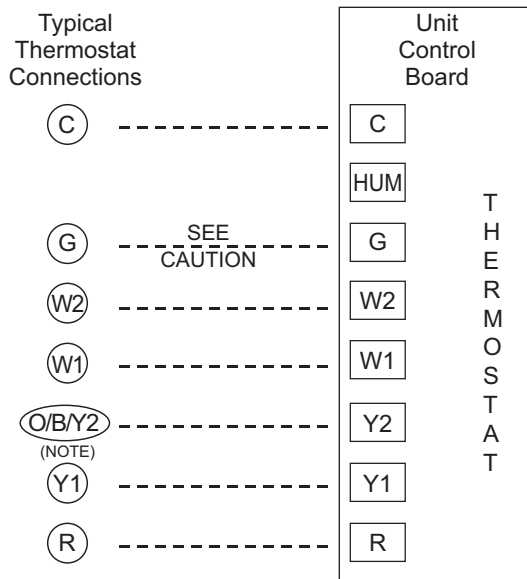 Typical
Thermostat
Connections
Unit
Control
Board
C
C
HUM
G
SEE
CAUTION
G
W2
W2
W1
W1
O/B/Y2
(NOTE)
Y2
Y1
Y1
R
R
THERMOSTAT